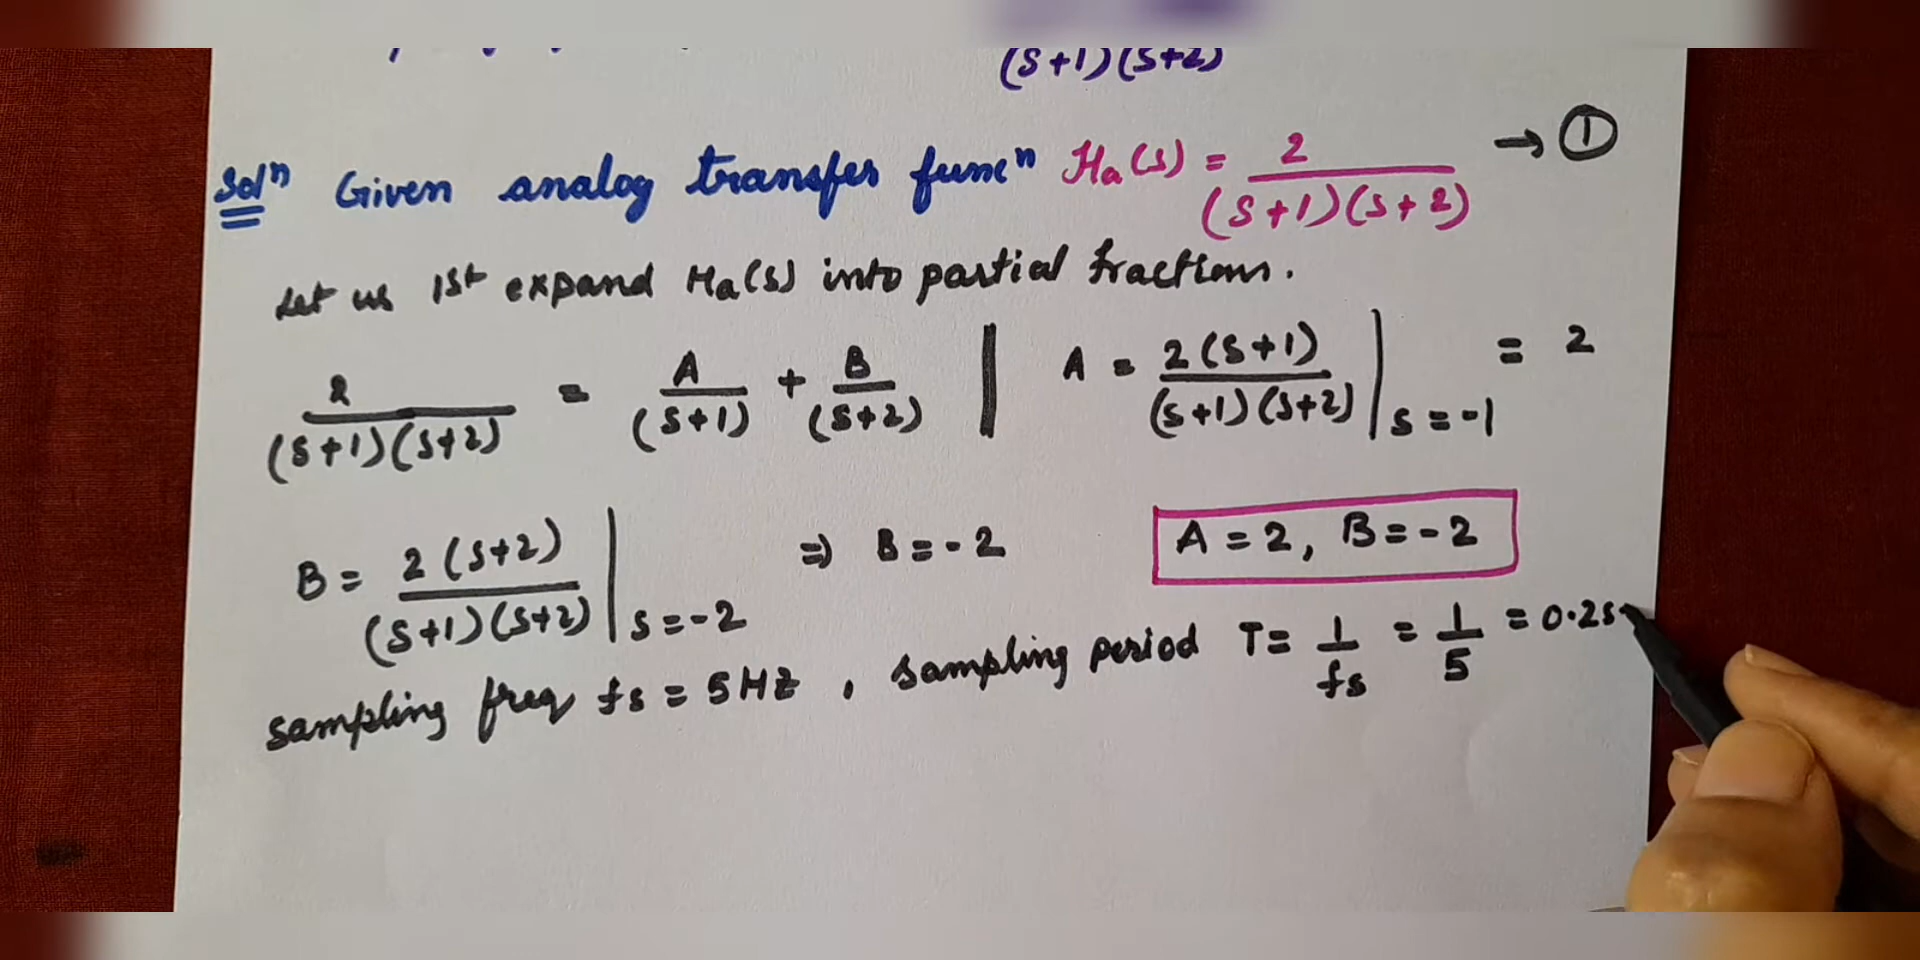 (S+1)(S+2)
Solⁿ Given analog transfer funcⁿ Ha(s) = 2/((S+1)(S+2)) → ①
Let us 1st expand Ha(s) into partial fractions.
2/((S+1)(S+2)) = A/(S+1) + B/(S+2) | A = 2(S+1)/((S+1)(S+2)) | s=-1 = 2
B = 2(S+2)/((S+1)(S+2)) | s=-2 ⇒ B=-2 A=2, B=-2
sampling freq fs = 5HZ, sampling period T= 1/fs = 1/5 = 0.2s